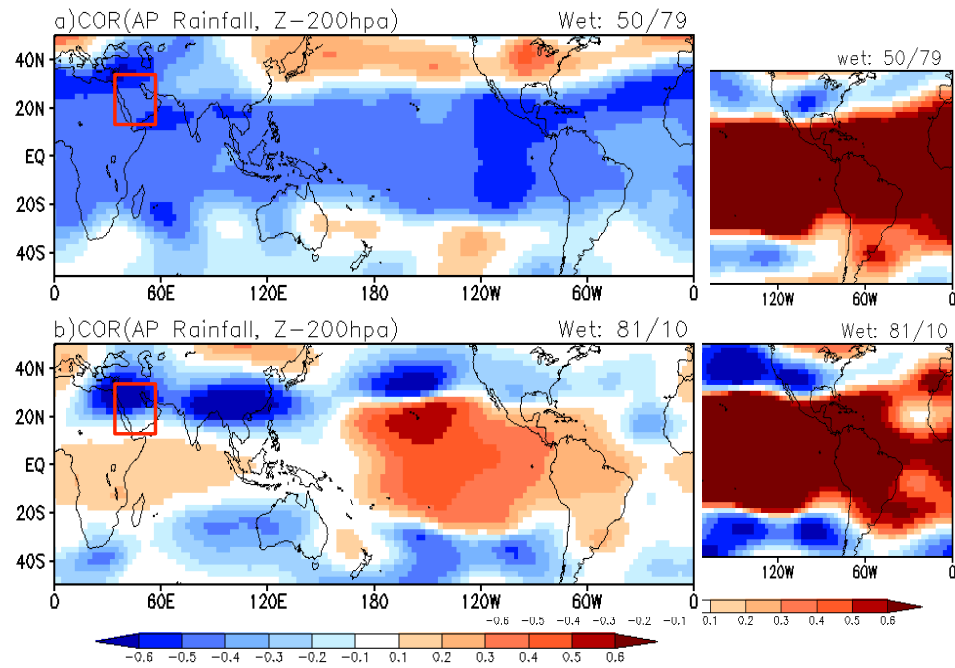 a)COR(AP Rainfall, Z-200hpa) Wet: 50/79
wet: 50/79
40N
20N
EQ
20S
40S
0 60E 120E 180 120W 60W 0
120W 60W 0
b)COR(AP Rainfall, Z-200hpa) Wet: 81/10
Wet: 81/10
40N
20N
EQ
20S
40S
0 60E 120E 180 120W 60W 0
120W 60W 0
-0.6 -0.5 -0.4 -0.3 -0.2 -0.1 0.1 0.2 0.3 0.4 0.5 0.6
-0.6 -0.5 -0.4 -0.3 -0.2 -0.1 0.1 0.2 0.3 0.4 0.5 0.6